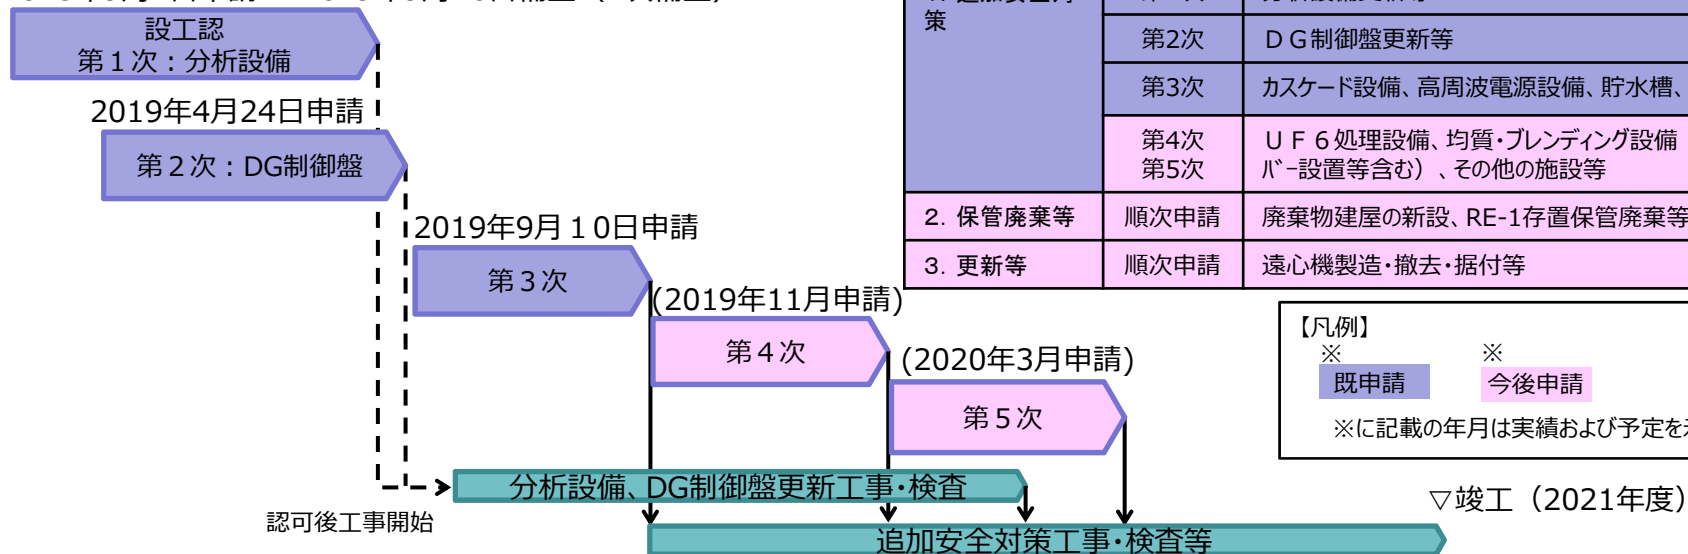 設工認
第１次：分析設備
2019年4月24日申請
第２次：DG制御盤
2019年9月１0日申請
第３次
(2019年11月申請)
第４次
(2020年3月申請)
第５次
分析設備、DG制御盤更新工事・検査
認可後工事開始
追加安全対策工事・検査等
▽竣工（2021年度）
策
第2次 ＤＧ制御盤更新等
第3次 カスケード設備、高周波電源設備、貯水槽、
第4次 ＵＦ６処理設備、均質・ブレンディング設備
第5次 バー設置等含む）、その他の施設等
2. 保管廃棄等 順次申請 廃棄物建屋の新設、RE-1存置保管廃棄等
3. 更新等 順次申請 遠心機製造・撤去・据付等
【凡例】
※ ※
既申請 今後申請
※に記載の年月は実績および予定を